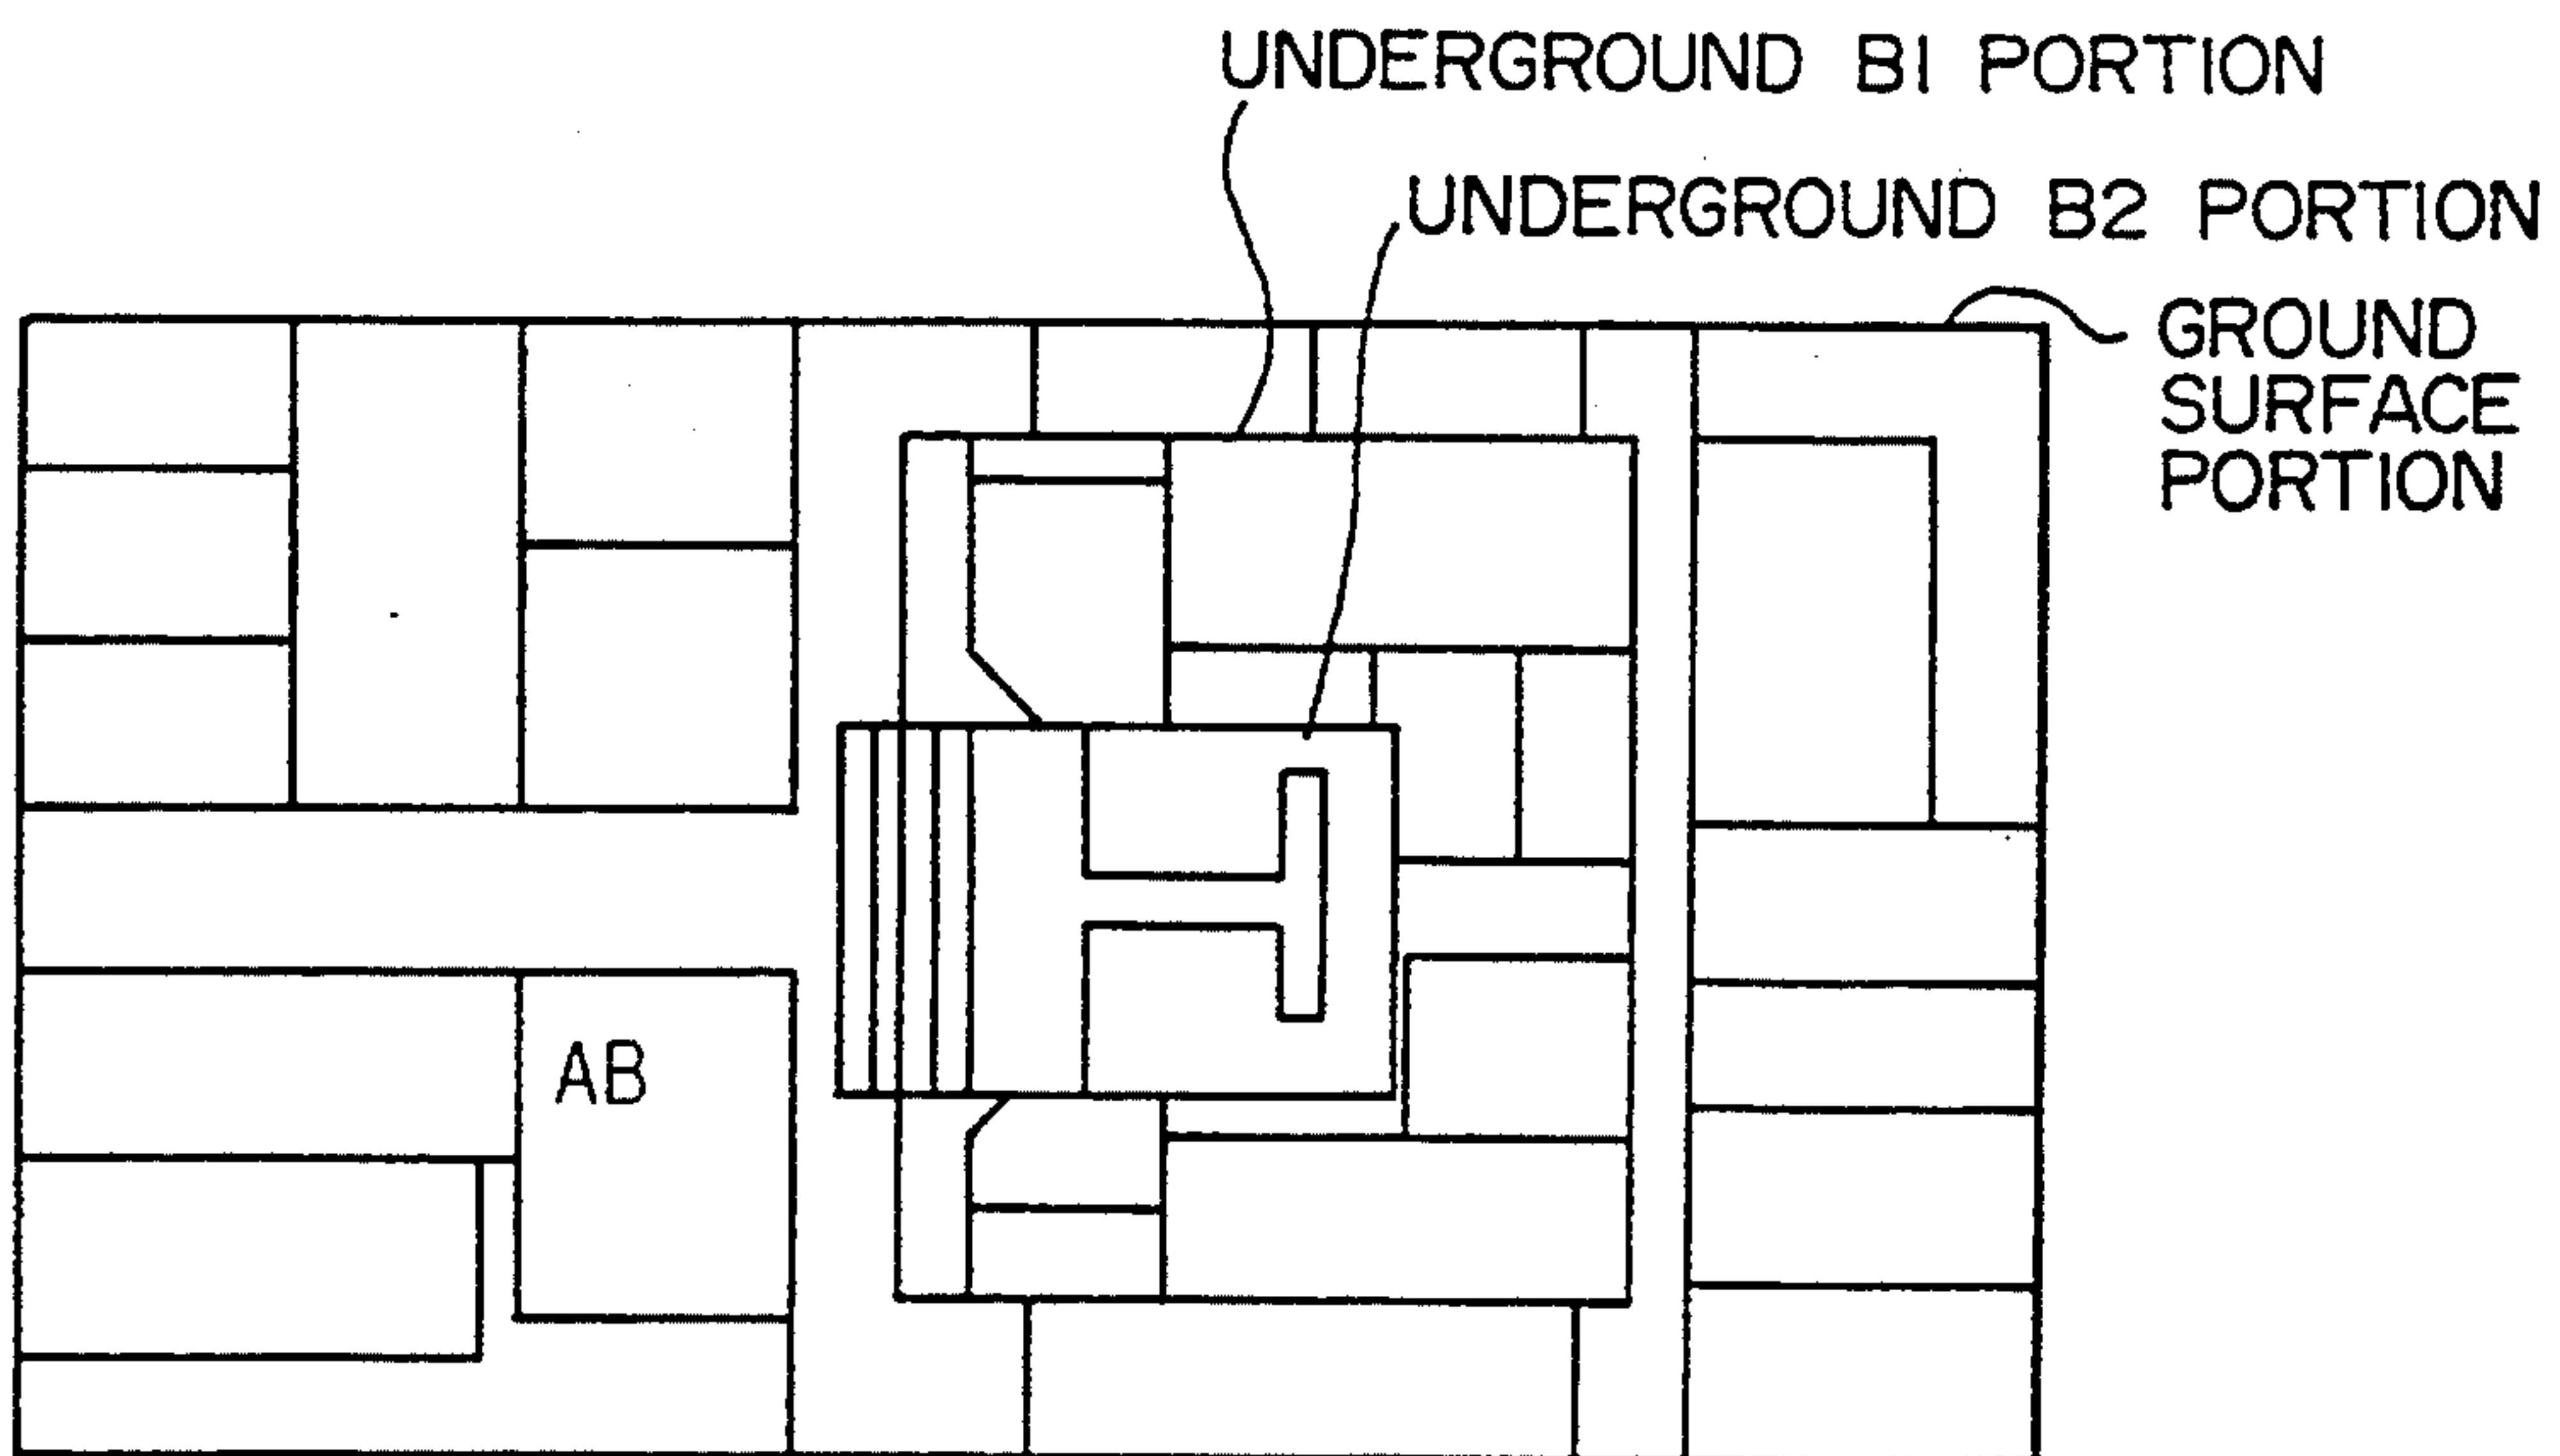 UNDERGROUND B1 PORTION
UNDERGROUND B2 PORTION
GROUND
SURFACE
PORTION
AB